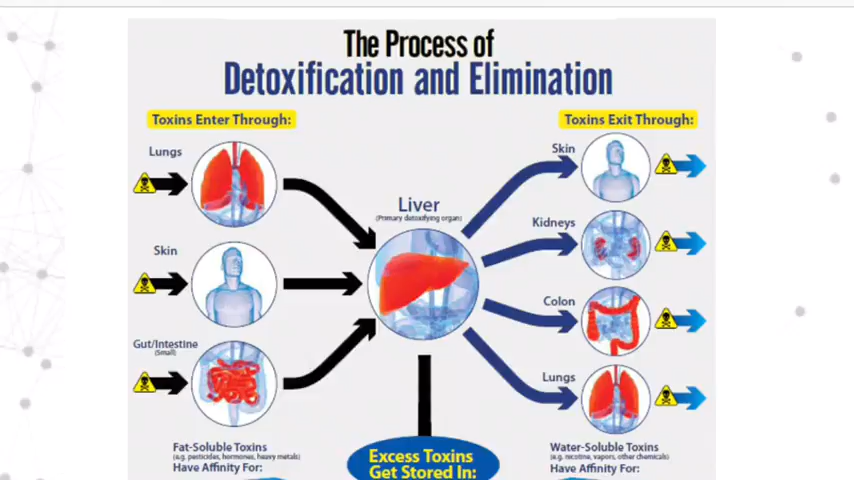 The Process of
Detoxification and Elimination
Toxins Enter Through:
Toxins Exit Through:
Lungs
Skin
Gut/Intestine
(Small)
Liver
(Primary detoxifying organ)
Skin
Kidneys
Colon
Lungs
Fat-Soluble Toxins
(e.g. pesticides, hormones, heavy metals)
Have Affinity For:
Excess Toxins
Get Stored In:
Water-Soluble Toxins
(e.g. nicotine, vapors, other chemicals)
Have Affinity For: